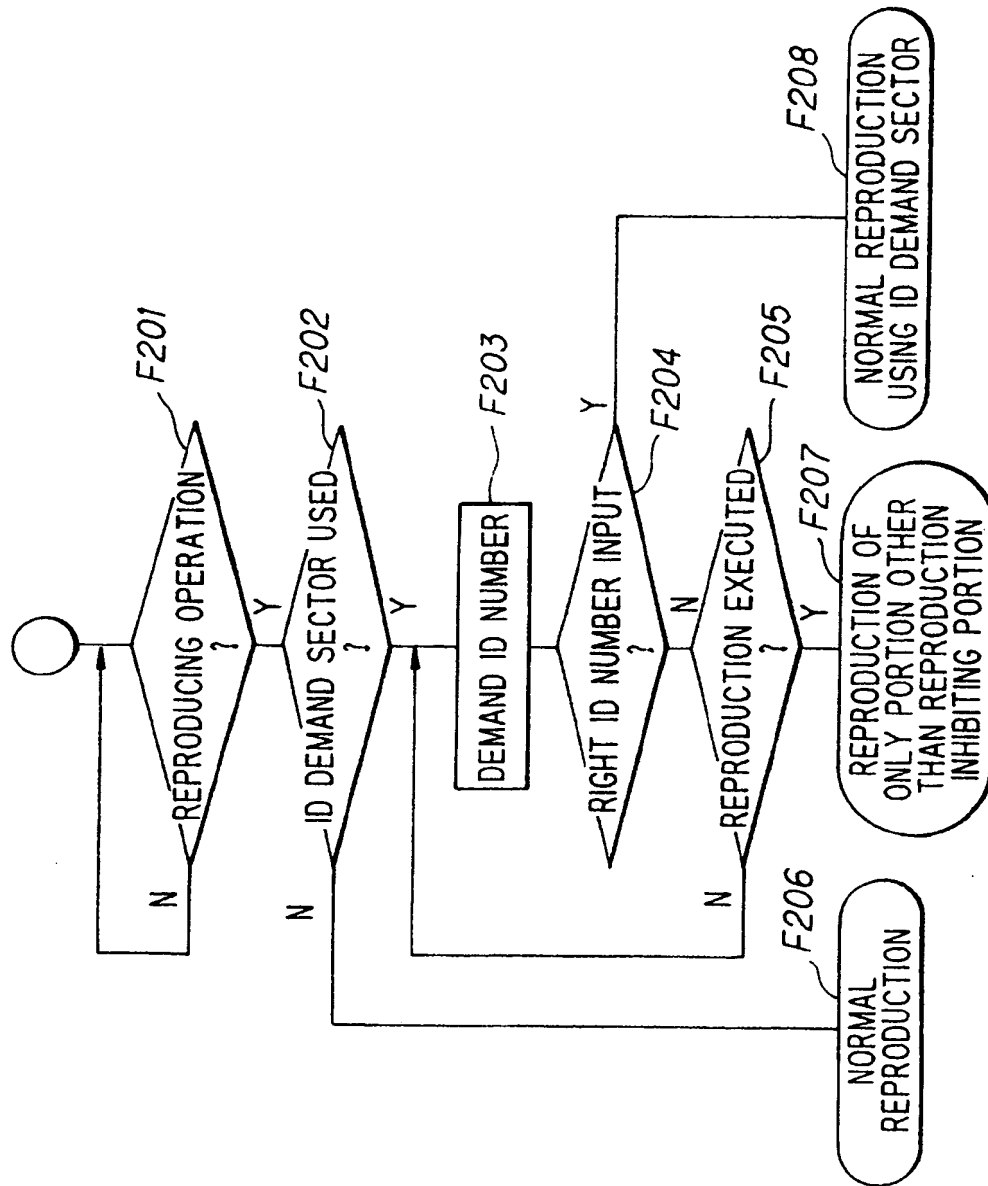 F201
REPRODUCING OPERATION
?
N
Y
F202
ID DEMAND SECTOR USED
?
N
Y
F203
DEMAND ID NUMBER
RIGHT ID NUMBER INPUT
?
Y
F204
N
REPRODUCTION EXECUTED
?
F205
N
Y
F206
NORMAL
REPRODUCTION
F207
REPRODUCTION OF
ONLY PORTION OTHER
THAN REPRODUCTION
INHIBITING PORTION
F208
NORMAL REPRODUCTION
USING ID DEMAND SECTOR